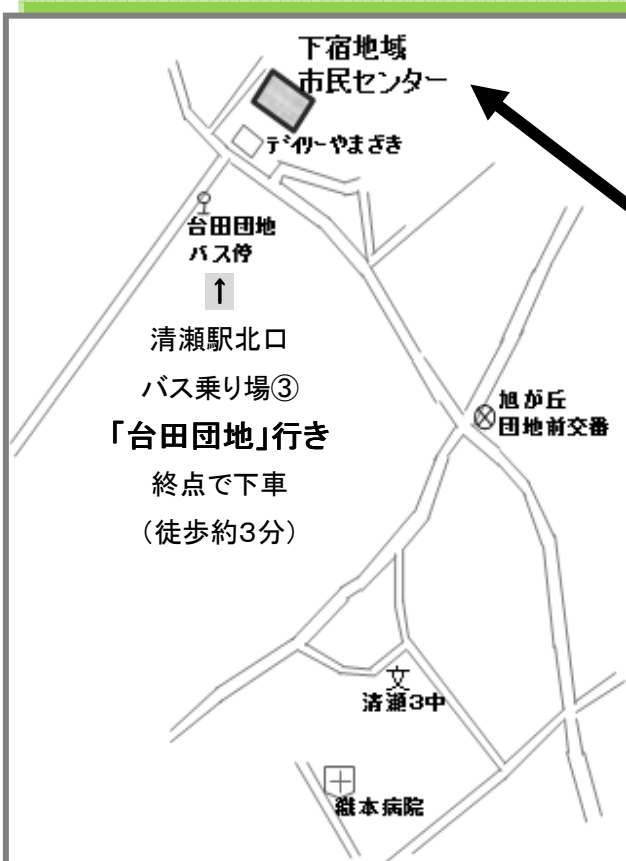 下宿地域
市民センター
デイリーやまざき
台田団地
バス停
↑
清瀬駅北口
バス乗り場③
「台田団地」行き
終点で下車
(徒歩約3分)
旭が丘
団地前交番
文
清瀬3中
織本病院